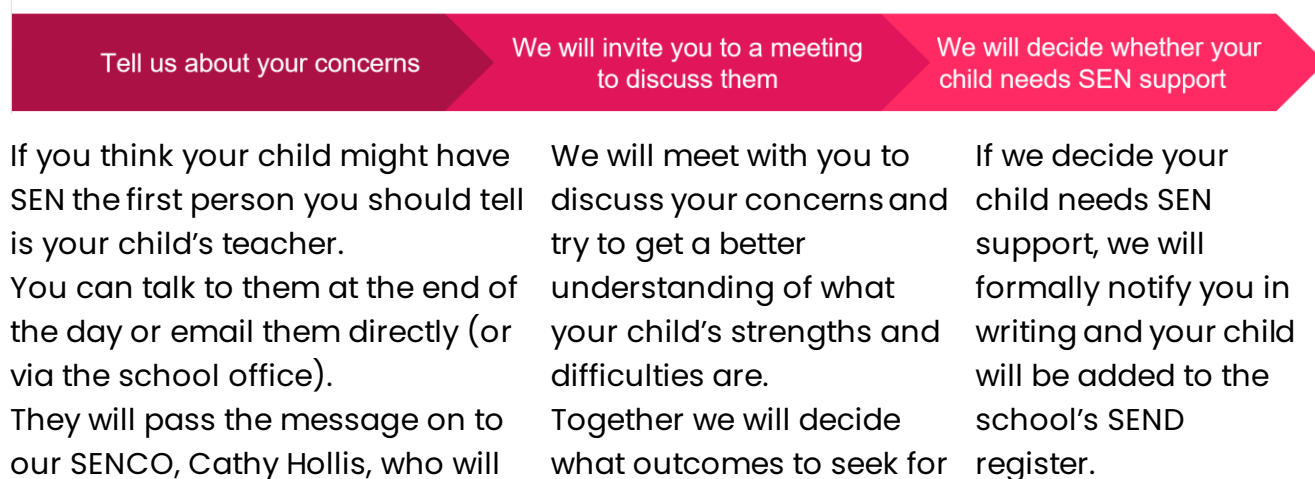 Tell us about your concerns
We will invite you to a meeting
to discuss them
We will decide whether your
child needs SEN support
If you think your child might have
SEN the first person you should tell
is your child's teacher.
You can talk to them at the end of
the day or email them directly (or
via the school office).
They will pass the message on to
our SENCO, Cathy Hollis, who will
We will meet with you to
discuss your concerns and
try to get a better
understanding of what
your child's strengths and
difficulties are.
Together we will decide
what outcomes to seek for
If we decide your
child needs SEN
support, we will
formally notify you in
writing and your child
will be added to the
school's SEND
register.